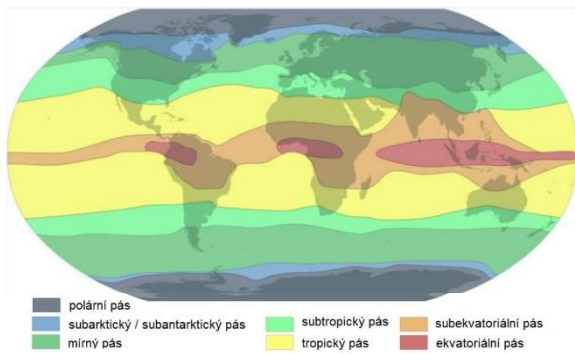 polární pás
subarktický / subantarktický pás
mírný pás
subtropický pás
tropický pás
subekvatoriální pás
ekvatoriální pás